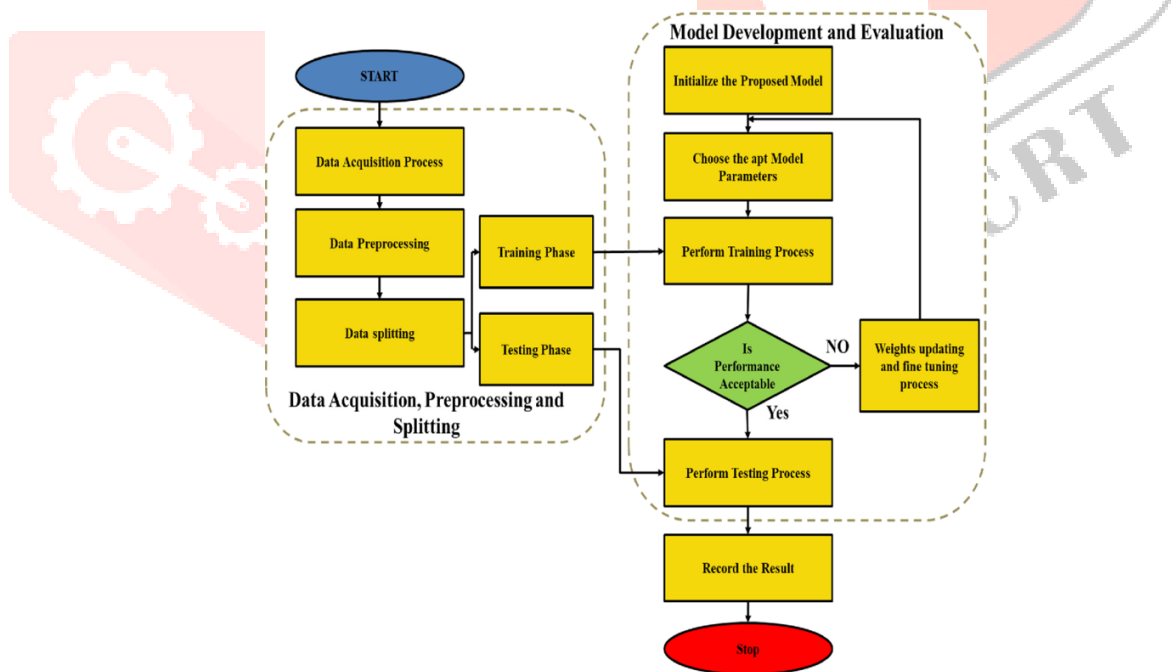 START
Data Acquisition Process
Data Preprocessing
Data splitting
Training Phase
Testing Phase
Data Acquisition, Preprocessing and
Splitting
Model Development and Evaluation
Initialize the Proposed Model
Choose the apt Model
Parameters
Perform Training Process
Is
Performance
Acceptable
NO
Weights updating
and fine tuning
process
Yes
Perform Testing Process
Record the Result
Stop
CRT